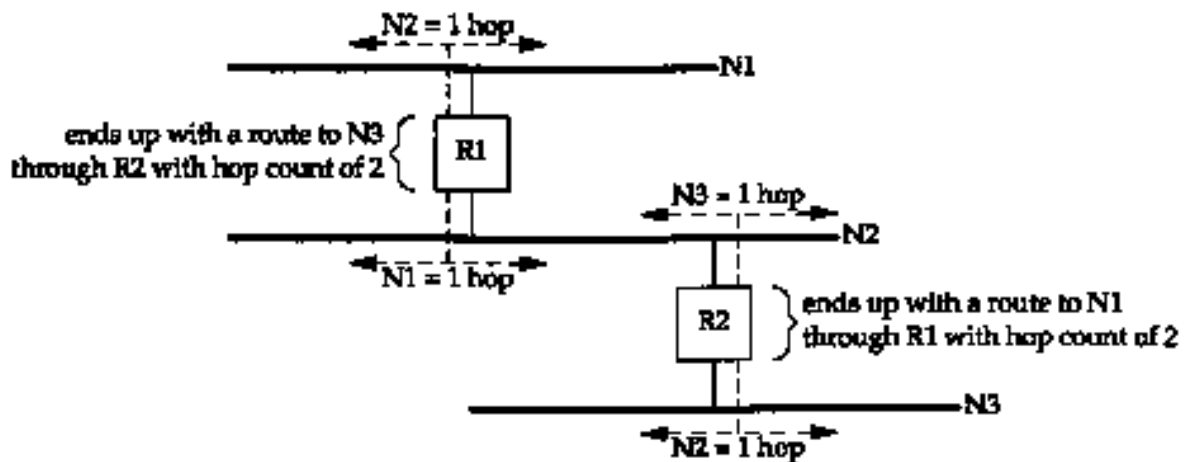 N2 = 1 hop
N1
ends up with a route to N3
through R2 with hop count of 2
R1
N3 = 1 hop
N2
N1 = 1 hop
R2
ends up with a route to N1
through R1 with hop count of 2
N3
N2 = 1 hop